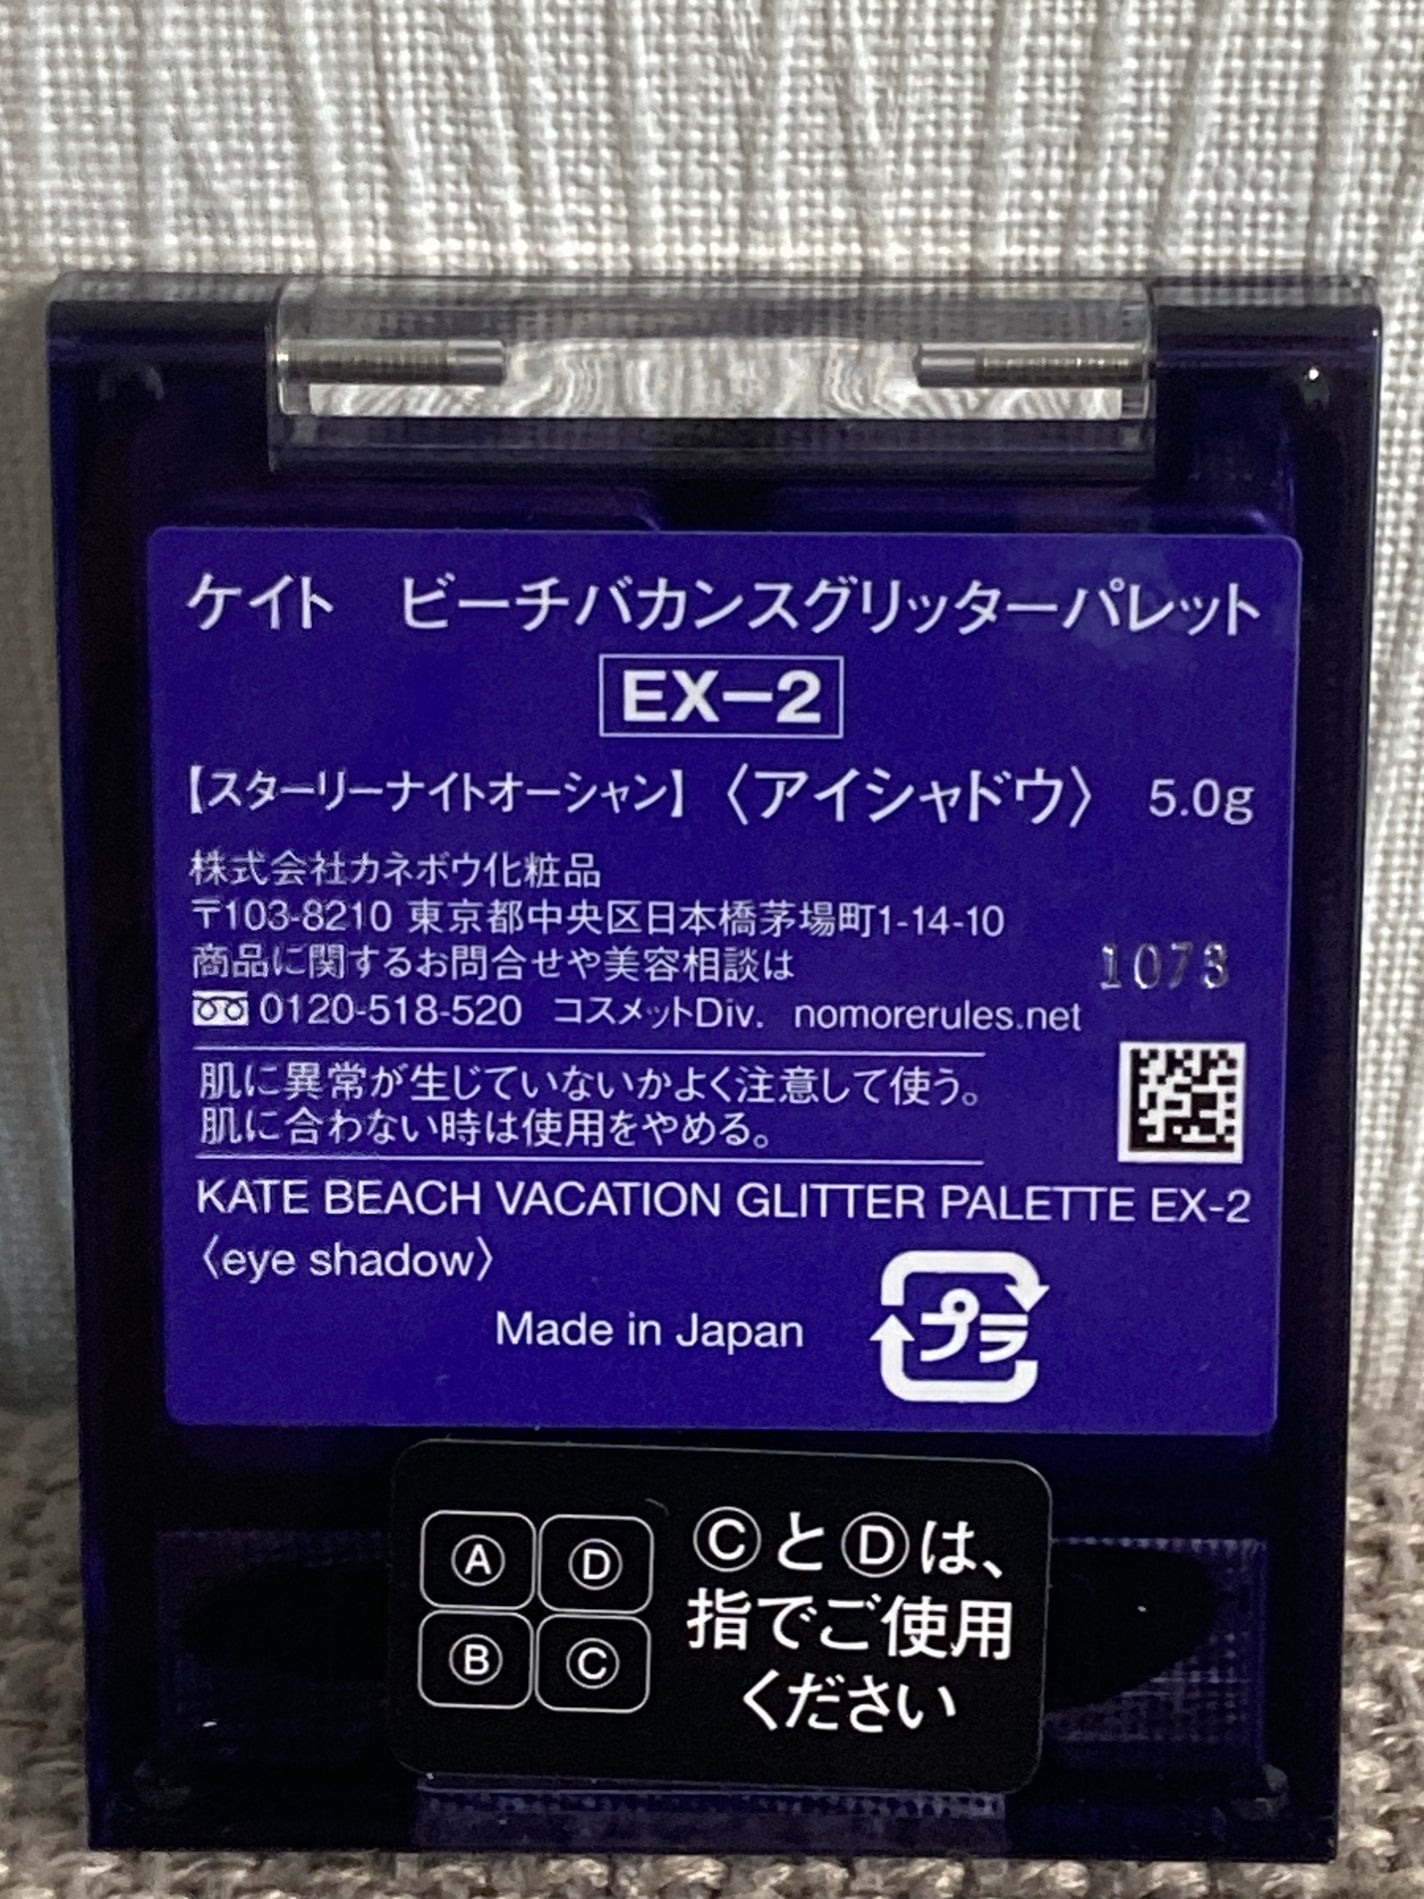 ケイト　ビーチバカンスグリッターパレット
EX-2
【スターリーナイトオーシャン】〈アイシャドウ〉 5.0g
株式会社カネボウ化粧品
〒103-8210 東京都中央区日本橋茅場町1-14-10
商品に関するお問合せや美容相談は
1073
0120-518-520 コスメットDiv. nomorerules.net
肌に異常が生じていないかよく注意して使う。
肌に合わない時は使用をやめる。
KATE BEACH VACATION GLITTER PALETTE EX-2
〈eye shadow〉
Made in Japan
プラ
Ⓐ Ⓓ
Ⓑ Ⓒ
ⒸとⒹは、
指でご使用
ください